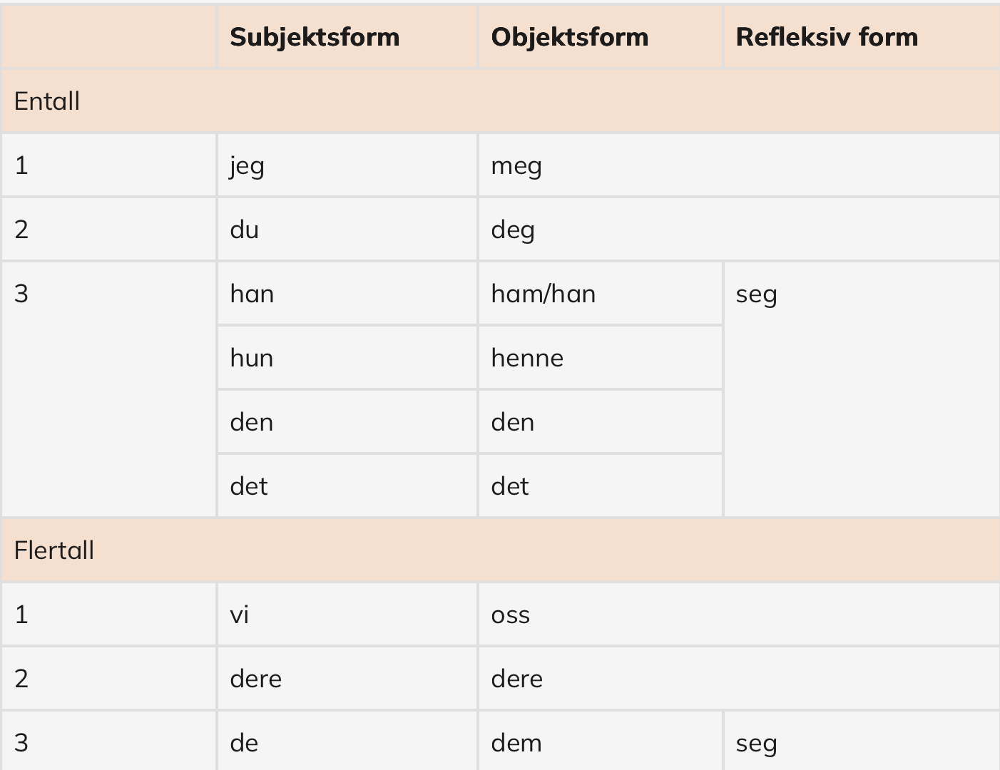 Subjektsform Objektsform Refleksiv form
Entall
1 jeg meg
2 du deg
3 han ham/han seg
hun henne
den den
det det
Flertall
1 vi oss
2 dere dere
3 de dem seg